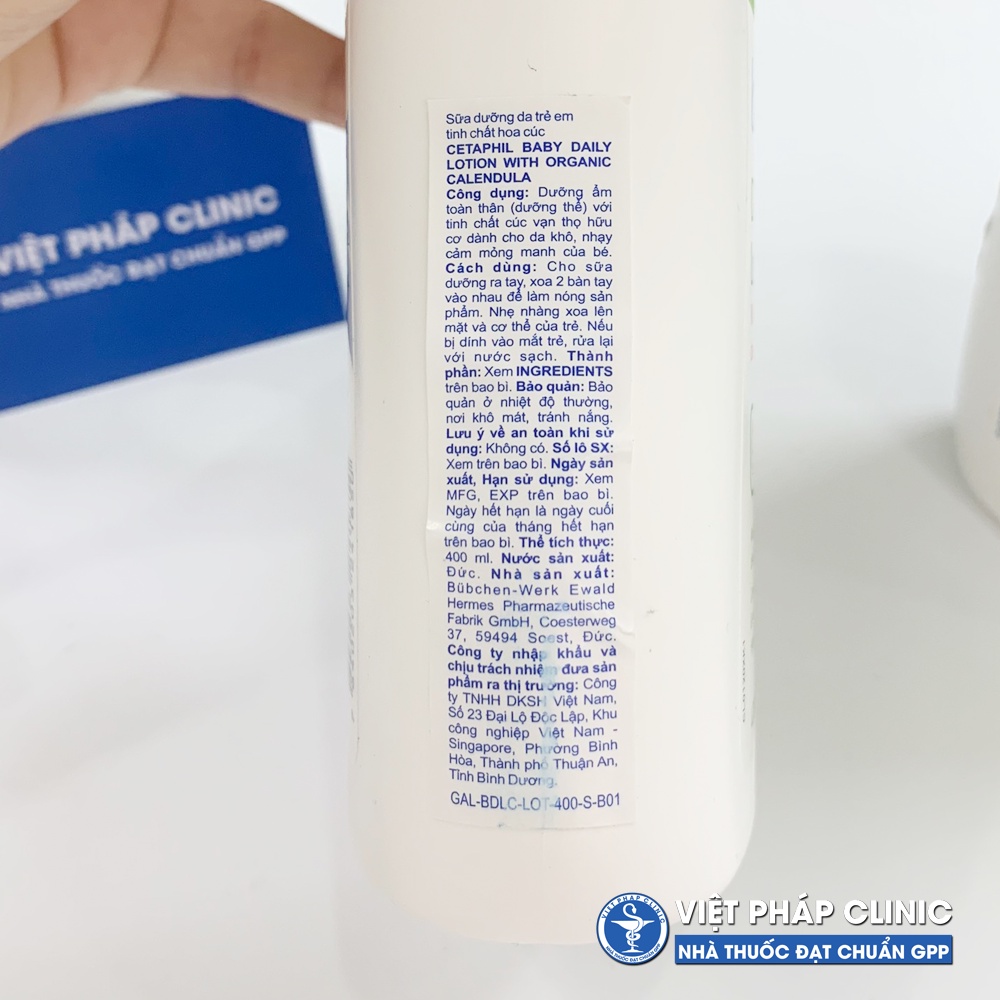 Sữa dưỡng da trẻ em
tinh chất hoa cúc
CETAPHIL BABY DAILY
LOTION WITH ORGANIC
CALENDULA
Công dụng: Dưỡng ẩm
toàn thân (dưỡng thể) với
tinh chất cúc vạn thọ hữu
cơ dành cho da khô, nhạy
cảm mỏng manh của bé.
Cách dùng: Cho sữa
dưỡng ra tay, xoa 2 bàn tay
vào nhau để làm nóng sản
phẩm. Nhẹ nhàng xoa lên
mặt và cơ thể của trẻ. Nếu
bị dính vào mắt trẻ, rửa lại
với nước sạch. Thành
phần: Xem INGREDIENTS
trên bao bì. Bảo quản: Bảo
quản ở nhiệt độ thường,
nơi khô mát, tránh nắng.
Lưu ý về an toàn khi sử
dụng: Không có. Số lô SX:
Xem trên bao bì. Ngày sản
xuất, Hạn sử dụng: Xem
MFG, EXP trên bao bì.
Ngày hết hạn là ngày cuối
cùng của tháng hết hạn
trên bao bì. Thể tích thực:
400 ml. Nước sản xuất:
Đức. Nhà sản xuất:
Bübchen-Werk Ewald
Hermes Pharmazeutische
Fabrik GmbH, Coesterweg
37, 59494 Soest, Đức.
Công ty nhập khẩu và
chịu trách nhiệm đưa sản
phẩm ra thị trường: Công
ty TNHH DKSH Việt Nam,
Số 23 Đại Lộ Độc Lập, Khu
công nghiệp Việt Nam -
Singapore, Phường Bình
Hòa, Thành phố Thuận An,
Tỉnh Bình Dương.
GAL-BDLC-LOT-400-S-B01
VIỆT PHÁP CLINIC
NHÀ THUỐC ĐẠT CHUẨN GPP
VIỆT PHÁP CLINIC
NHÀ THUỐC ĐẠT CHUẨN GPP
VIỆT PHÁP CLINIC
NHÀ THUỐC ĐẠT CHUẨN GPP